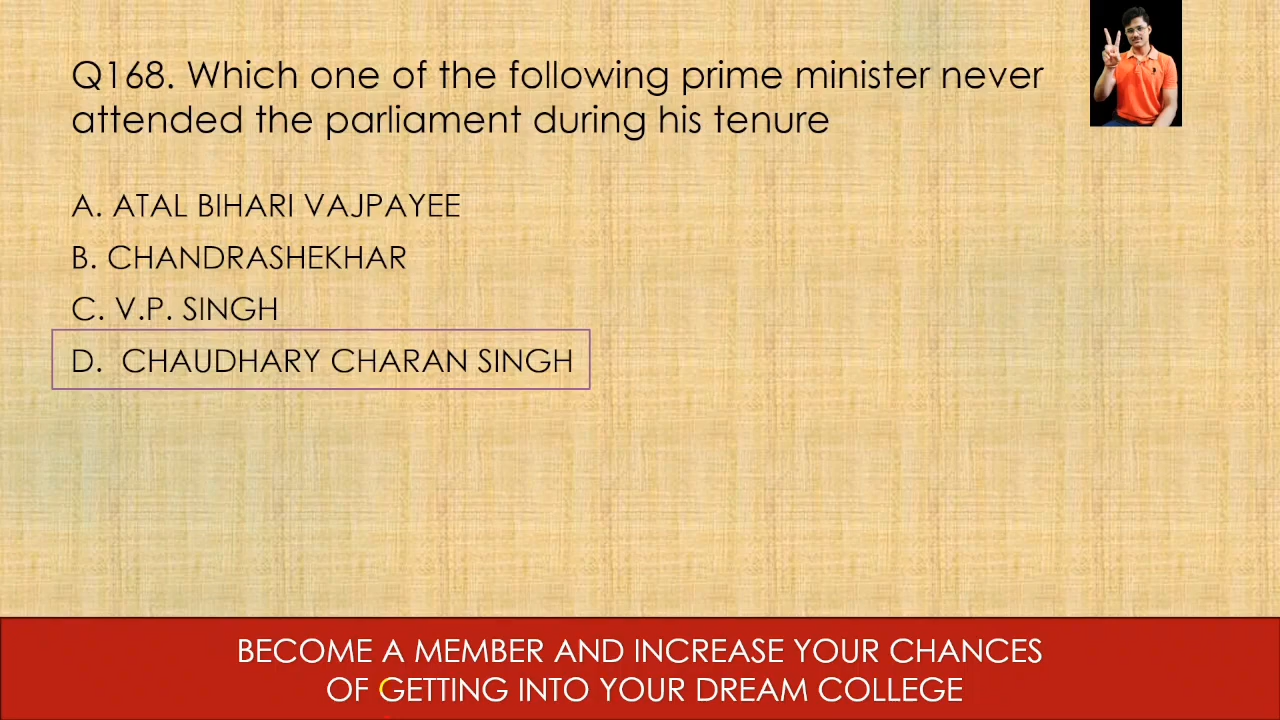 Q168. Which one of the following prime minister never
attended the parliament during his tenure
A. ATAL BIHARI VAJPAYEE
B. CHANDRASHEKHAR
C. V.P. SINGH
D. CHAUDHARY CHARAN SINGH
BECOME A MEMBER AND INCREASE YOUR CHANCES
OF GETTING INTO YOUR DREAM COLLEGE